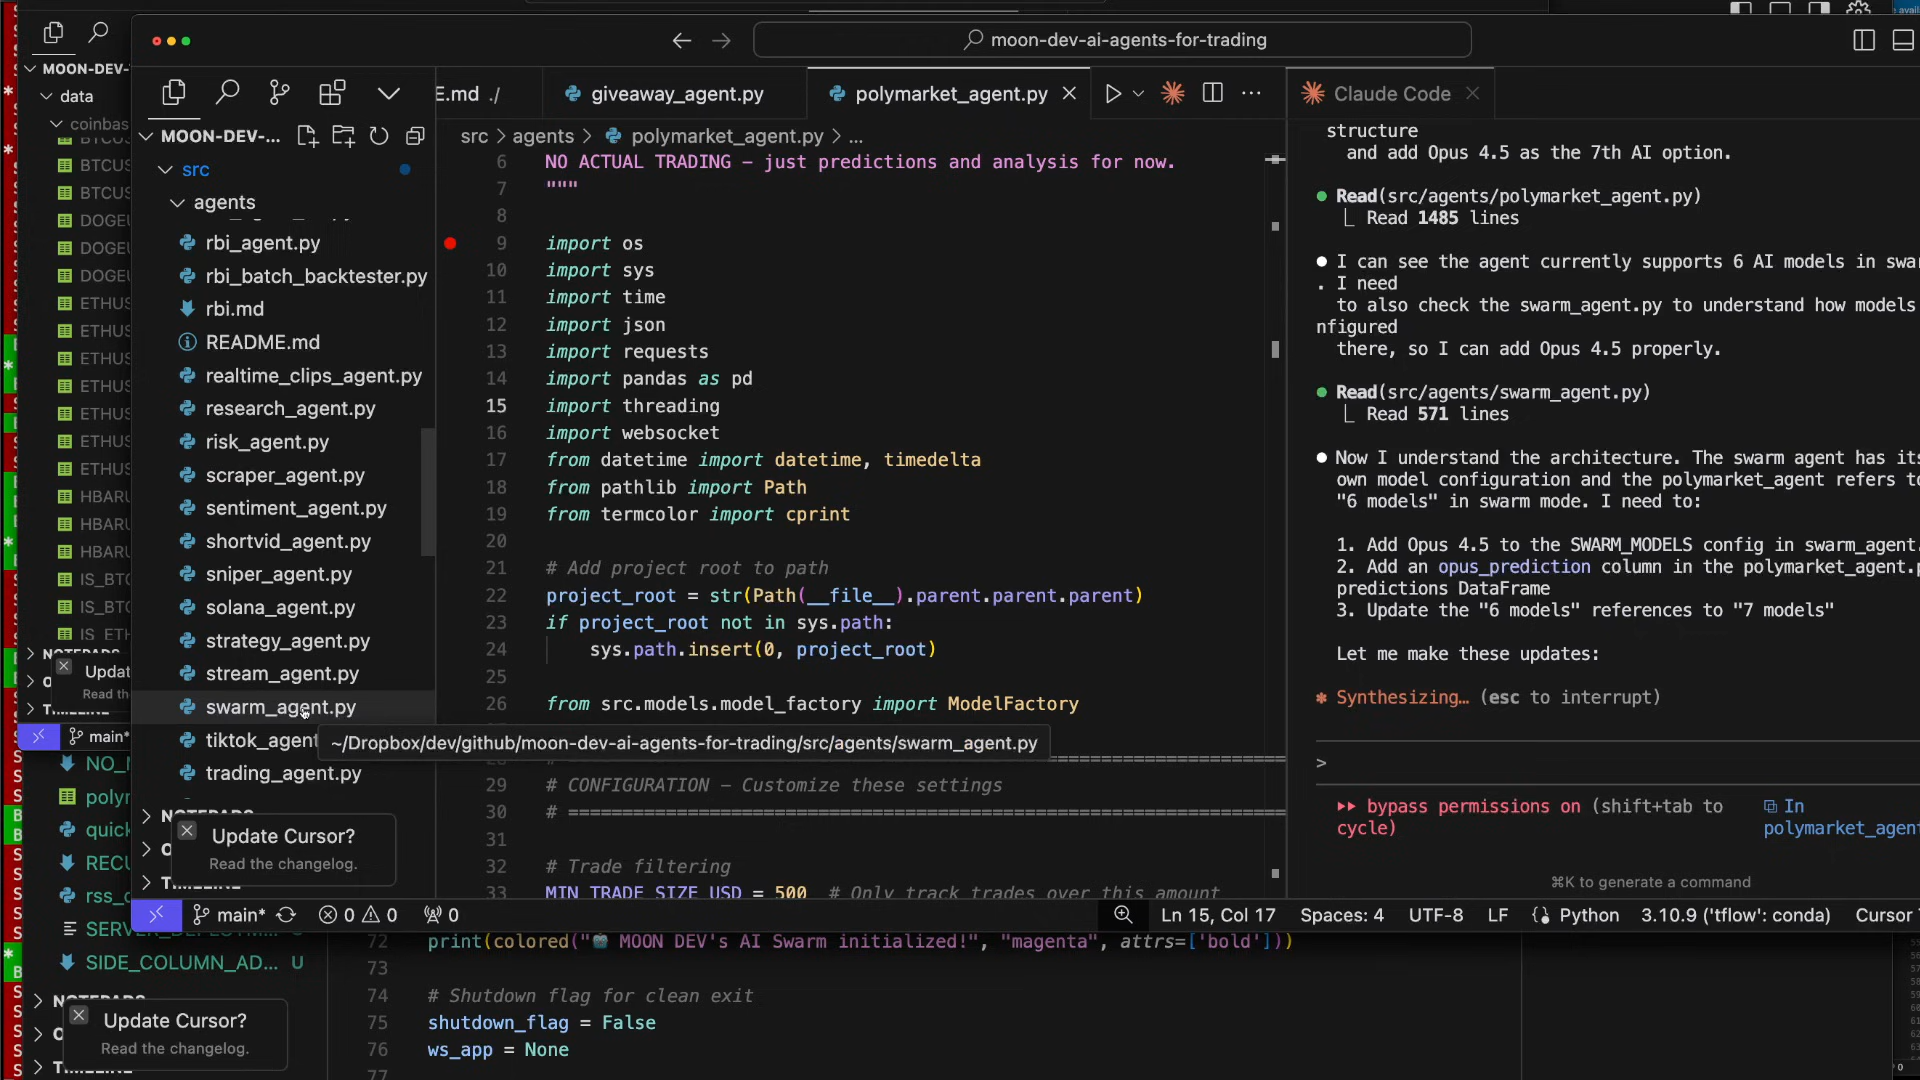 moon-dev-ai-agents-for-trading
MOON-DEV-
data
coinbas
BTCUS
BTCUS
BTCUS
DOGEU
DOGEU
DOGEU
ETHUS
ETHUS
ETHUS
ETHUS
ETHUS
ETHUS
HBARU
HBARU
HBARU
IS_BTC
IS_BTC
IS_ETH
MOON-DEV-...
src
agents
rbi_agent.py
rbi_batch_backtester.py
rbi.md
README.md
realtime_clips_agent.py
research_agent.py
risk_agent.py
scraper_agent.py
sentiment_agent.py
shortvid_agent.py
sniper_agent.py
solana_agent.py
strategy_agent.py
stream_agent.py
swarm_agent.py
tiktok_agent
trading_agent.py
~/Dropbox/dev/github/moon-dev-ai-agents-for-trading/src/agents/swarm_agent.py
Update Cursor?
Read the changelog.
E.md ./
giveaway_agent.py
polymarket_agent.py
src > agents > polymarket_agent.py > ...
6 NO ACTUAL TRADING – just predictions and analysis for now.
7 """
8
9 import os
10 import sys
11 import time
12 import json
13 import requests
14 import pandas as pd
15 import threading
16 import websocket
17 from datetime import datetime, timedelta
18 from pathlib import Path
19 from termcolor import cprint
20
21 # Add project root to path
22 project_root = str(Path(__file__).parent.parent.parent)
23 if project_root not in sys.path:
24 sys.path.insert(0, project_root)
25
26 from src.models.model_factory import ModelFactory
29 # CONFIGURATION – Customize these settings
30 # ==================================================================
31
32 # Trade filtering
33 MIN_TRADE_SIZE_USD = 500 # Only track trades over this amount
Claude Code
structure
and add Opus 4.5 as the 7th AI option.
Read(src/agents/polymarket_agent.py)
Read 1485 lines
I can see the agent currently supports 6 AI models in swar
. I need
to also check the swarm_agent.py to understand how models
nfigured
there, so I can add Opus 4.5 properly.
Read(src/agents/swarm_agent.py)
Read 571 lines
Now I understand the architecture. The swarm agent has its
own model configuration and the polymarket_agent refers to
"6 models" in swarm mode. I need to:
1. Add Opus 4.5 to the SWARM_MODELS config in swarm_agent.
2. Add an opus_prediction column in the polymarket_agent.p
predictions DataFrame
3. Update the "6 models" references to "7 models"
Let me make these updates:
Synthesizing… (esc to interrupt)
>
bypass permissions on (shift+tab to
cycle)
In
polymarket_agent
⌘K to generate a command
main* 0 0 0
Ln 15, Col 17 Spaces: 4 UTF-8 LF Python 3.10.9 ('tflow': conda) Cursor
Updat
Read th
main*
NO_
polyr
quick
RECU
rss_c
SERVER_DEPLOYM...
SIDE_COLUMN_AD... U
Update Cursor?
Read the changelog.
72 print(colored("🤖 MOON DEV's AI Swarm initialized!", "magenta", attrs=['bold']))
73
74 # Shutdown flag for clean exit
75 shutdown_flag = False
76 ws_app = None
77